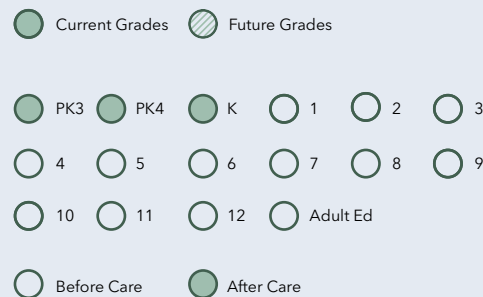 Current Grades Future Grades
PK3 PK4 K 1 2 3
4 5 6 7 8 9
10 11 12 Adult Ed
Before Care After Care